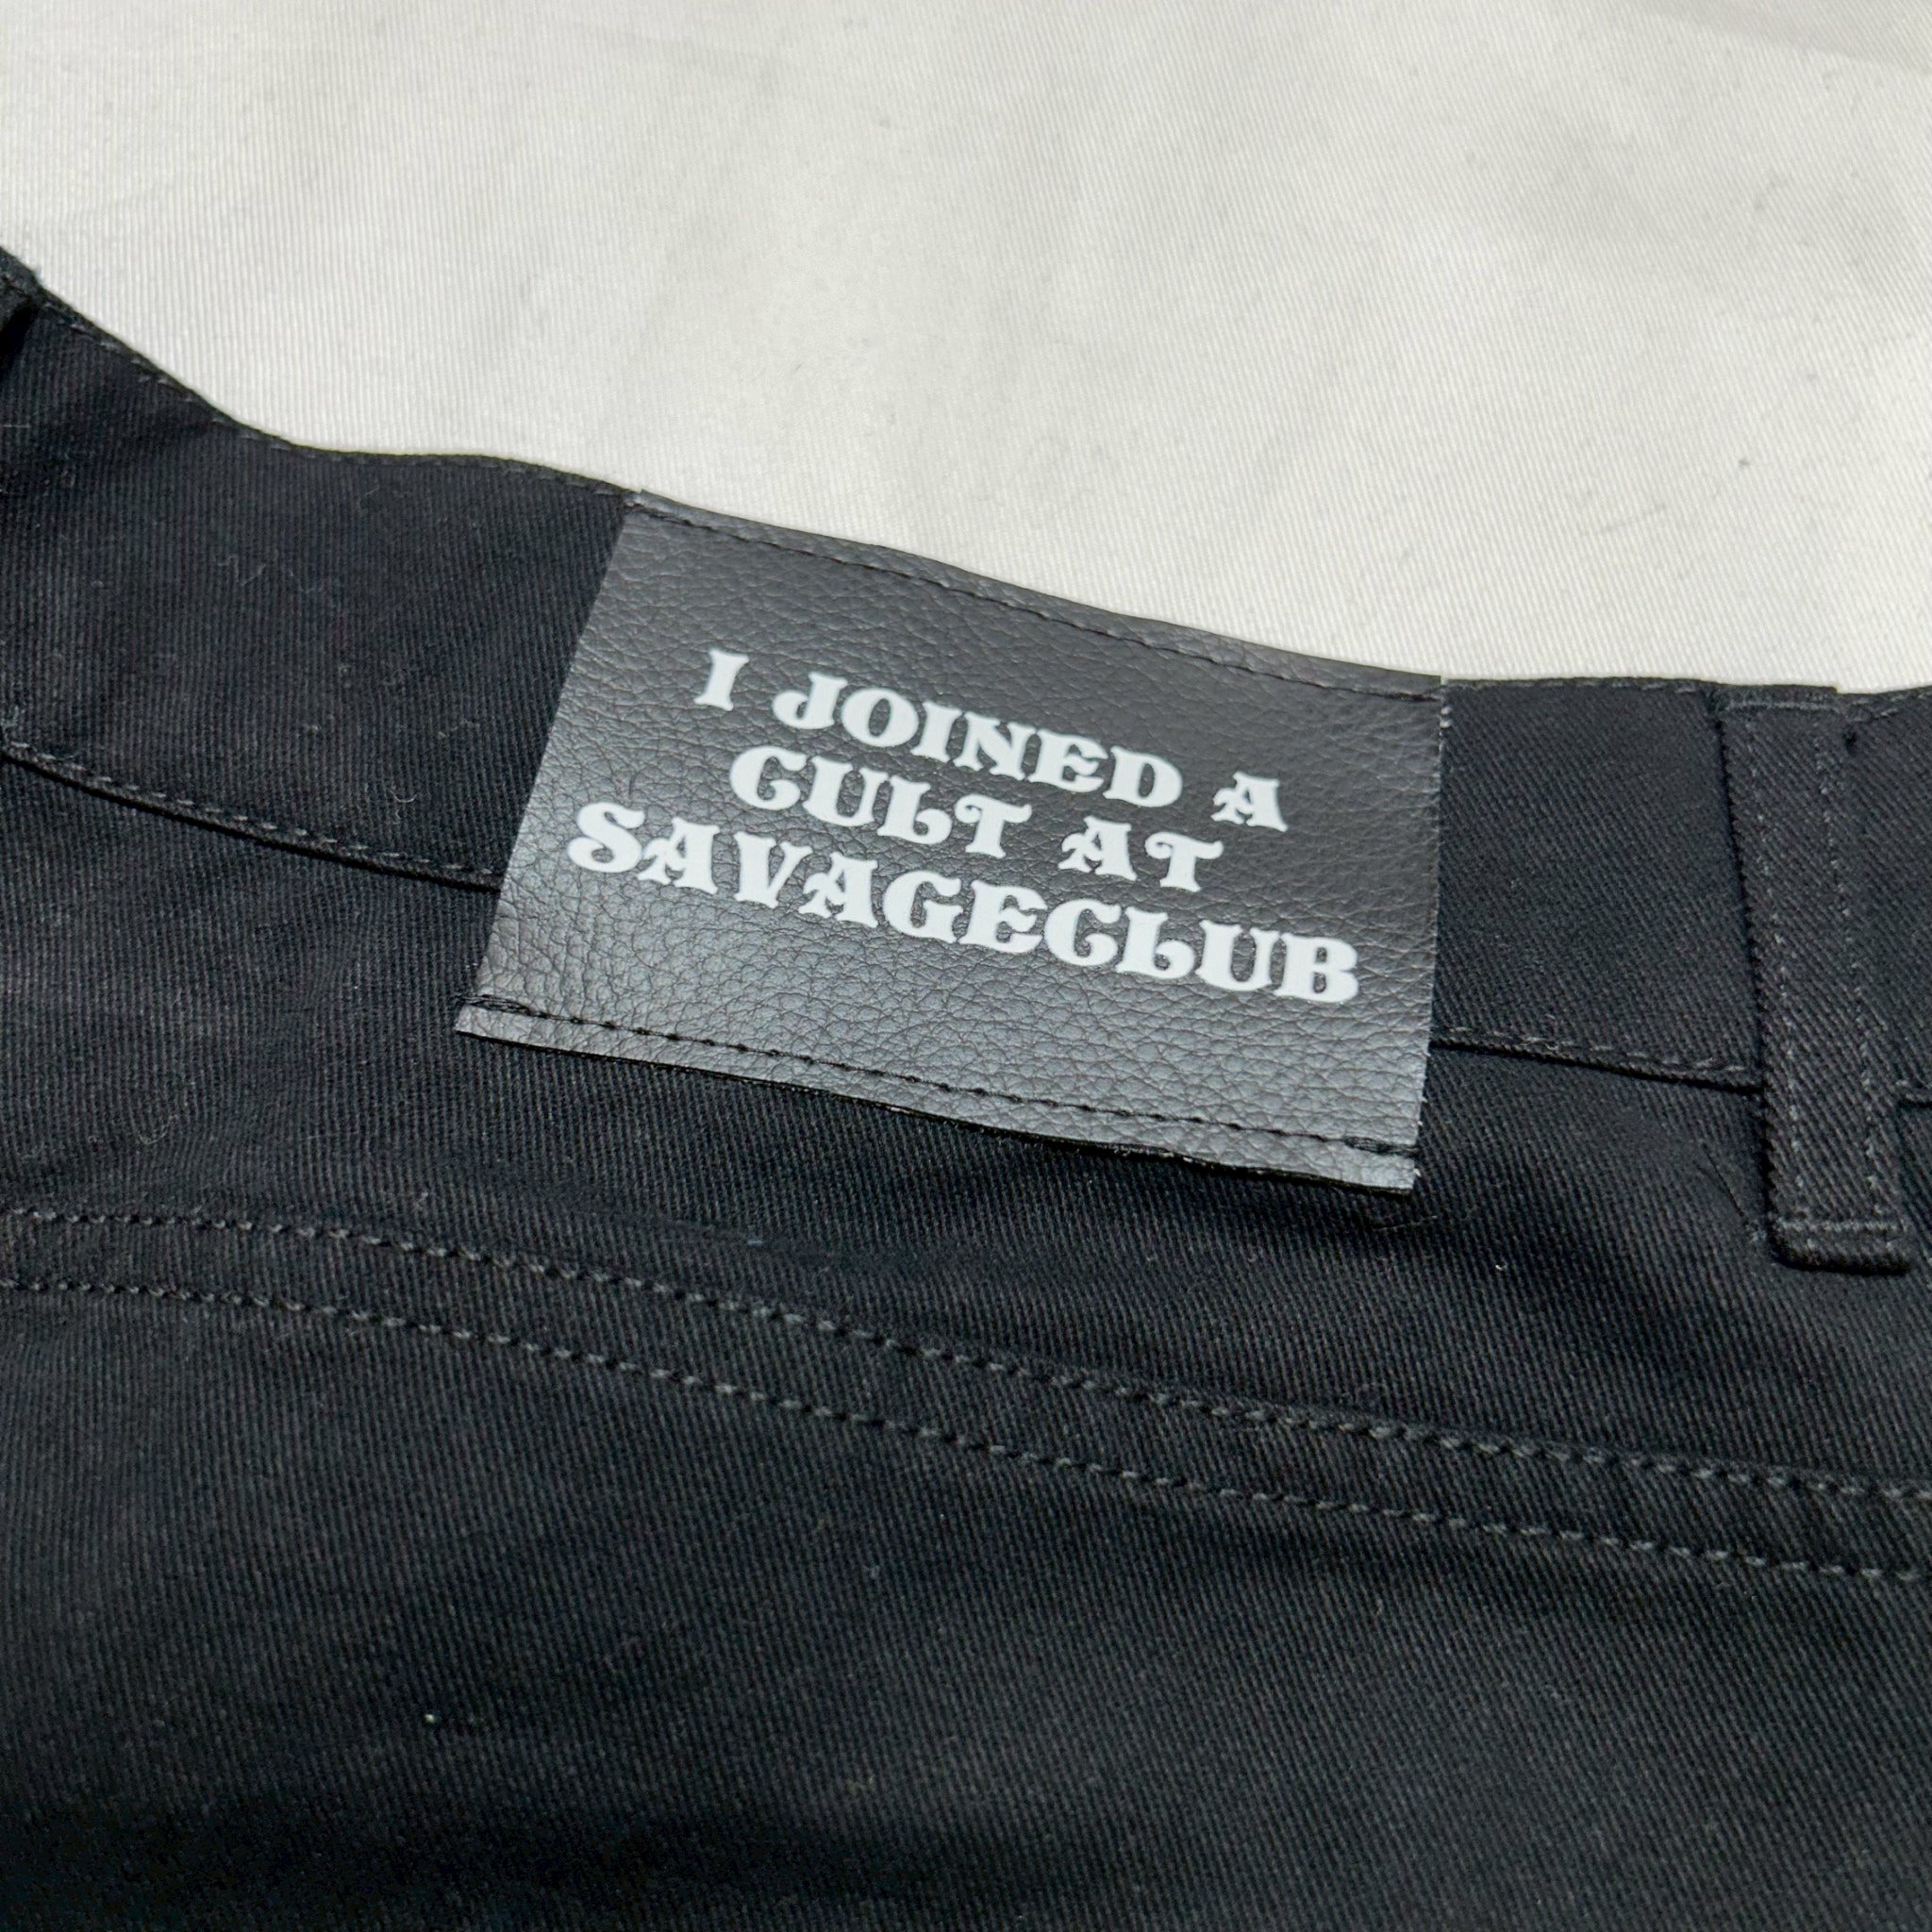 I JOINED A
CULT AT
SAVAGECLUB